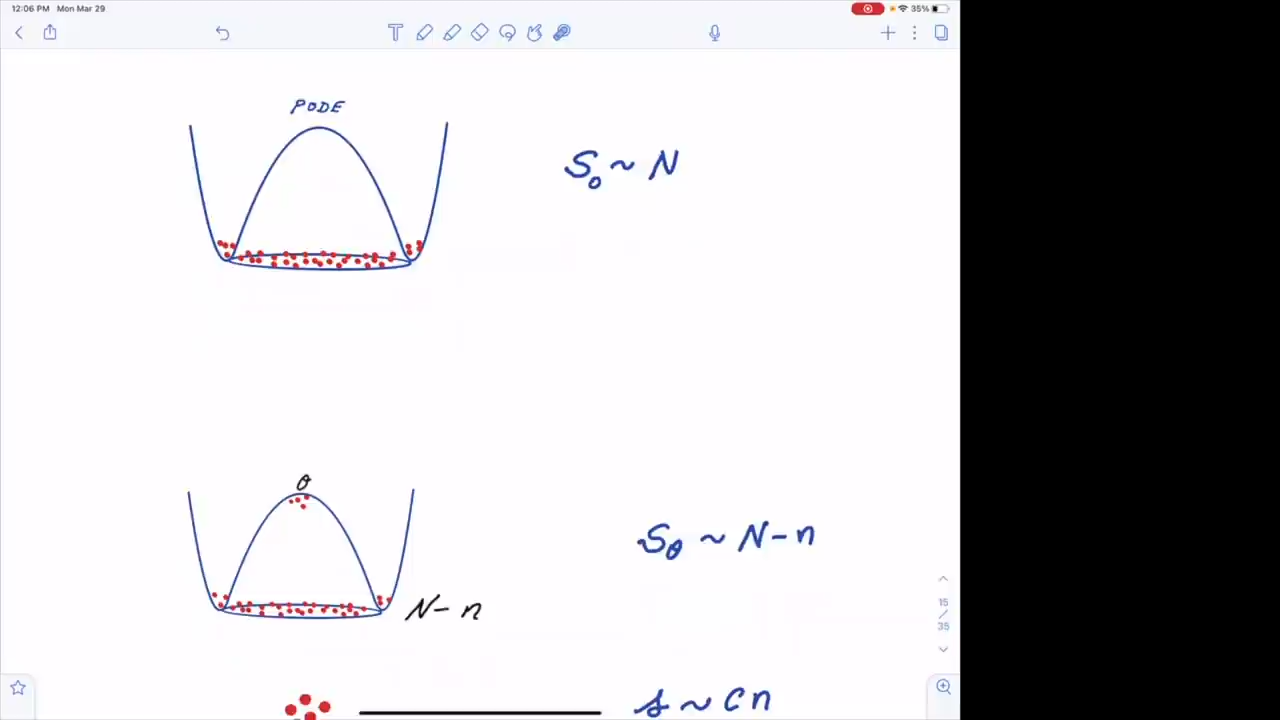 12:06 PM Mon Mar 29
35%
PODE
S₀ ~ N
θ
S_θ ~ N-n
N-n
15
/
35
s ~ Cn